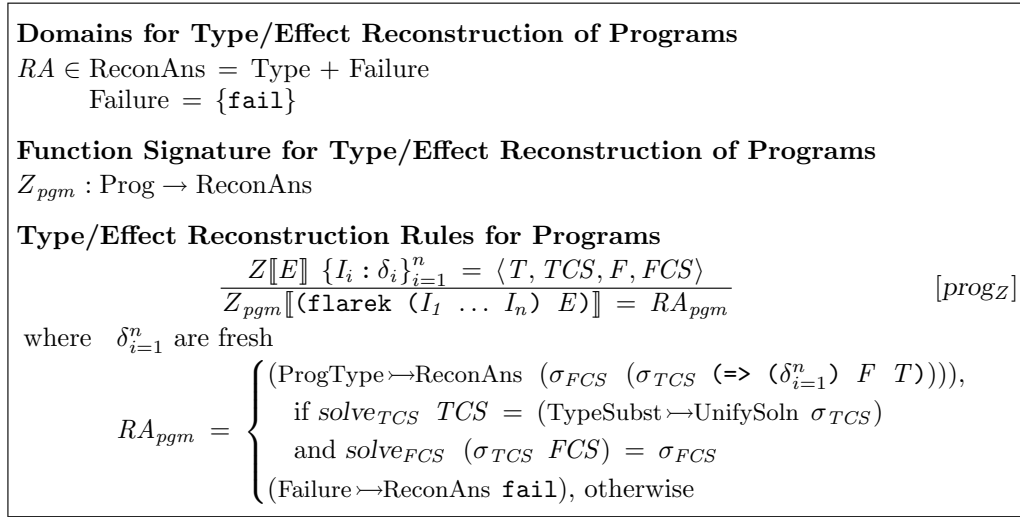 Domains for Type/Effect Reconstruction of Programs
RA ∈ ReconAns = Type + Failure
Failure = {fail}
Function Signature for Type/Effect Reconstruction of Programs
Z_pgm : Prog → ReconAns
Type/Effect Reconstruction Rules for Programs
Z⟦E⟧ {I_i : δ_i}_{i=1}^n = ⟨T, TCS, F, FCS⟩
Z_pgm⟦(flarek (I_1 ... I_n) E)⟧ = RA_pgm [prog_Z]
where δ_{i=1}^n are fresh
RA_pgm = { (ProgType↣ReconAns (σ_FCS (σ_TCS (=> (δ_{i=1}^n) F T)))),
if solve_TCS TCS = (TypeSubst↣UnifySoln σ_TCS)
and solve_FCS (σ_TCS FCS) = σ_FCS
(Failure↣ReconAns fail), otherwise